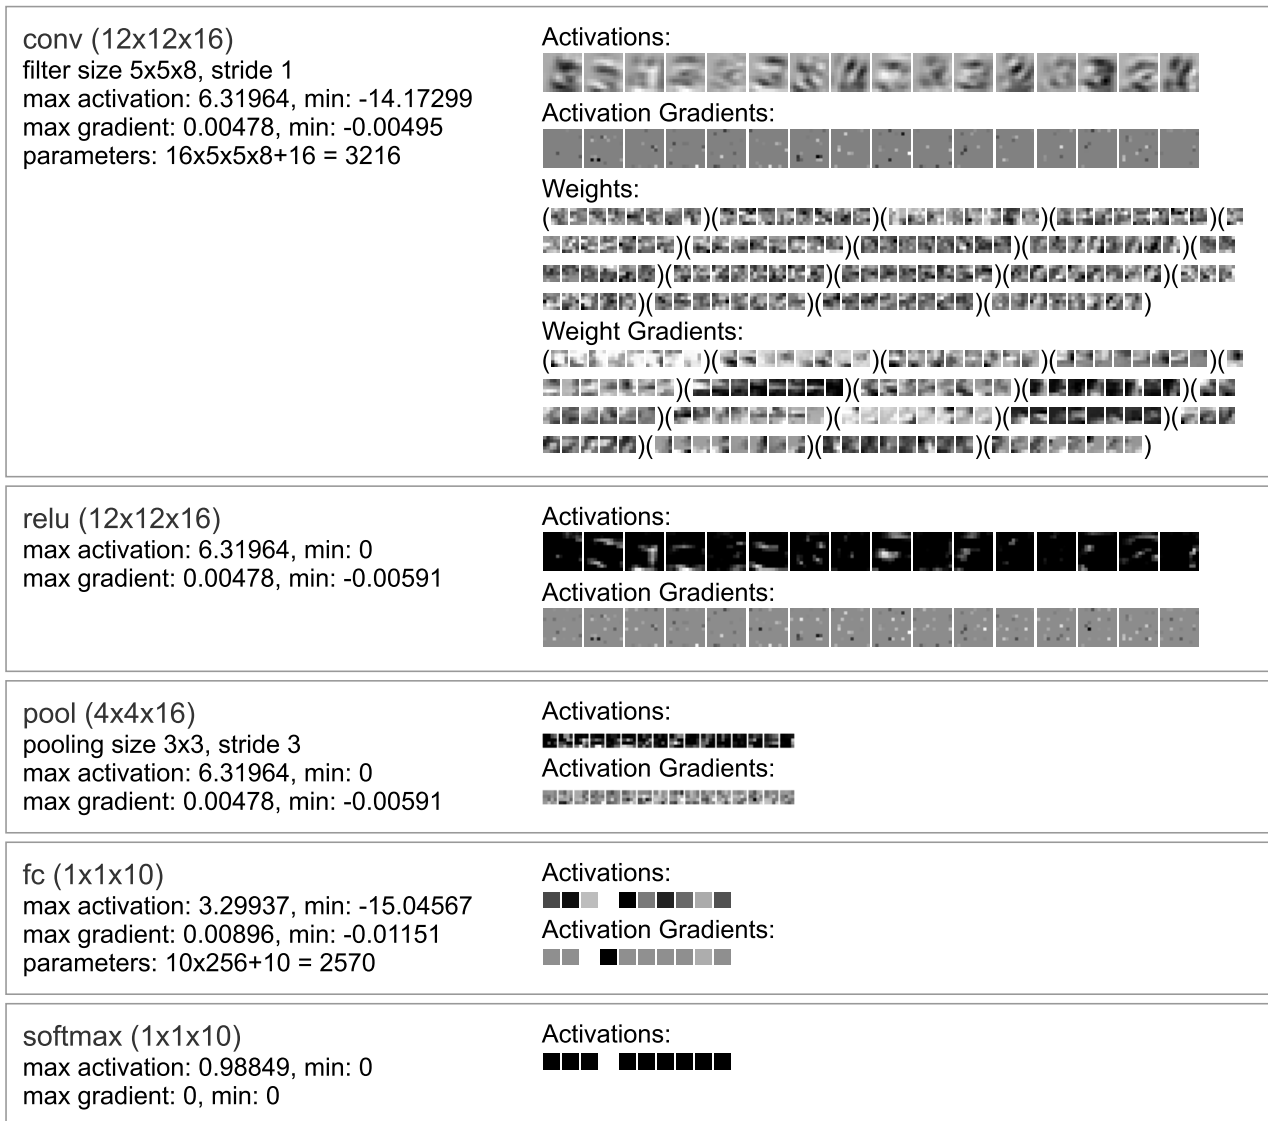 conv (12x12x16)
filter size 5x5x8, stride 1
max activation: 6.31964, min: -14.17299
max gradient: 0.00478, min: -0.00495
parameters: 16x5x5x8+16 = 3216
Activations:
Activation Gradients:
Weights:
( )( )( )( )(
)( )( )( )(
)( )( )( )(
)( )( )( )
Weight Gradients:
( )( )( )( )(
)( )( )( )(
)( )( )( )(
)( )( )( )
relu (12x12x16)
max activation: 6.31964, min: 0
max gradient: 0.00478, min: -0.00591
Activations:
Activation Gradients:
pool (4x4x16)
pooling size 3x3, stride 3
max activation: 6.31964, min: 0
max gradient: 0.00478, min: -0.00591
Activations:
Activation Gradients:
fc (1x1x10)
max activation: 3.29937, min: -15.04567
max gradient: 0.00896, min: -0.01151
parameters: 10x256+10 = 2570
Activations:
Activation Gradients:
softmax (1x1x10)
max activation: 0.98849, min: 0
max gradient: 0, min: 0
Activations: